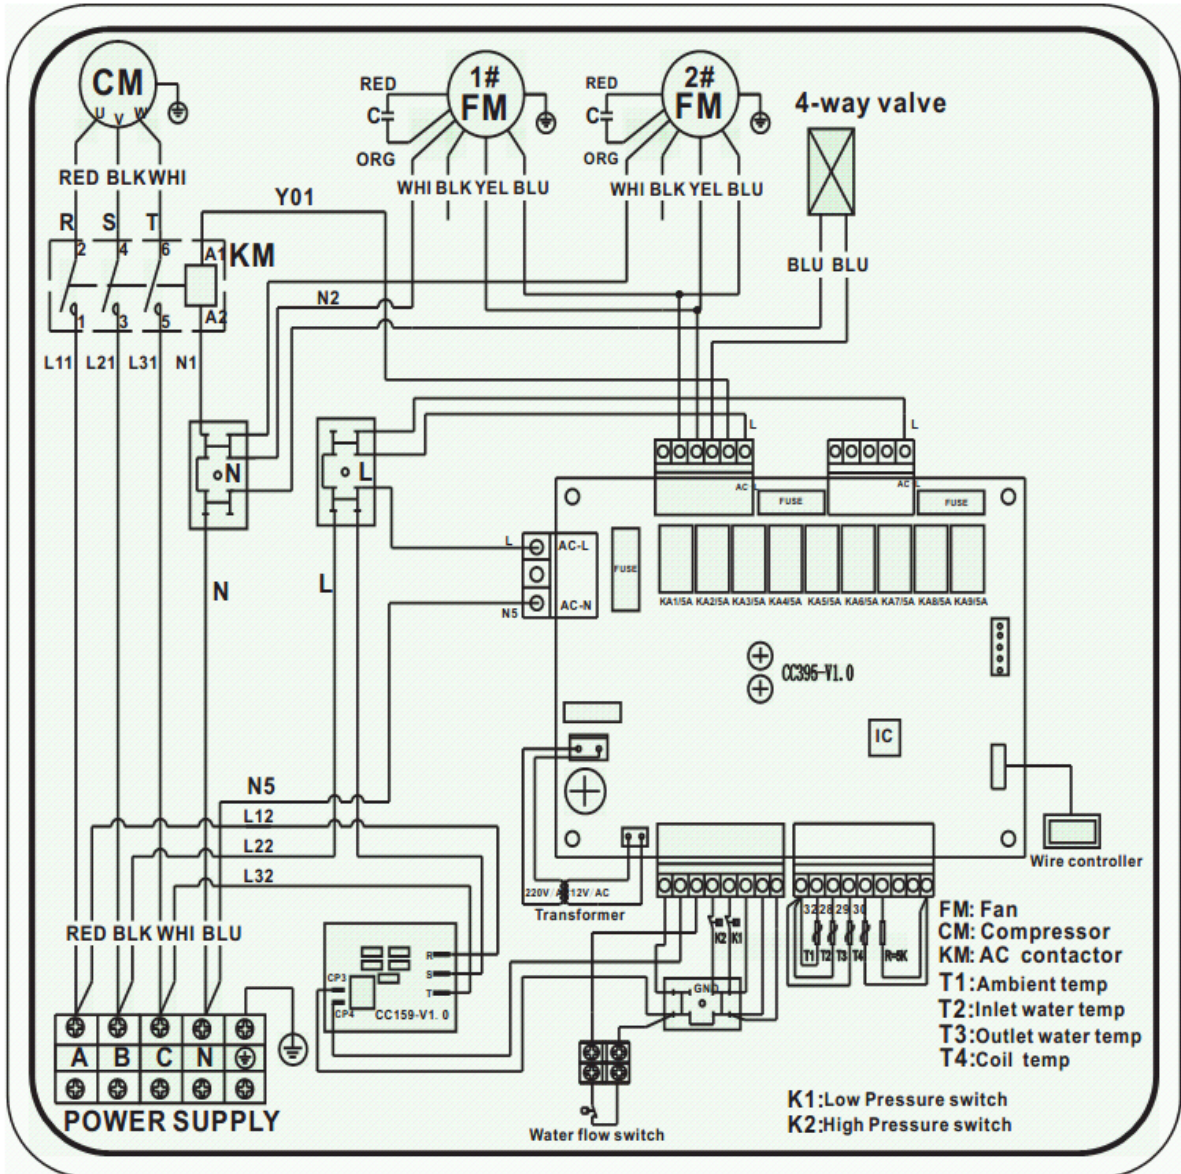 CM
U V W
RED BLK WHI
R S T
2 4 6
A1
KM
A2
1 3 5
L11 L21 L31 N1
Y01
N2
1#
FM
RED
C
ORG
WHI BLK YEL BLU
2#
FM
RED
C
ORG
WHI BLK YEL BLU
4-way valve
BLU BLU
N
L
N
L
L
L
AC L
FUSE
AC L
FUSE
L
AC-L
FUSE
N5
AC-N
KA1/5A KA2/5A KA3/5A KA4/5A KA5/5A KA6/5A KA7/5A KA8/5A KA9/5A
CC395-V1.0
IC
N5
L12
L22
L32
220V/AC 12V/AC
Transformer
Wire controller
RED BLK WHI BLU
R
S
T
CP3
CP4
CC159-V1.0
K2 K1
GND
32 28 29 30
T1 T2 T3 T4 R=5K
A B C N
POWER SUPPLY
Water flow switch
FM: Fan
CM: Compressor
KM: AC contactor
T1:Ambient temp
T2:Inlet water temp
T3:Outlet water temp
T4:Coil temp
K1:Low Pressure switch
K2:High Pressure switch